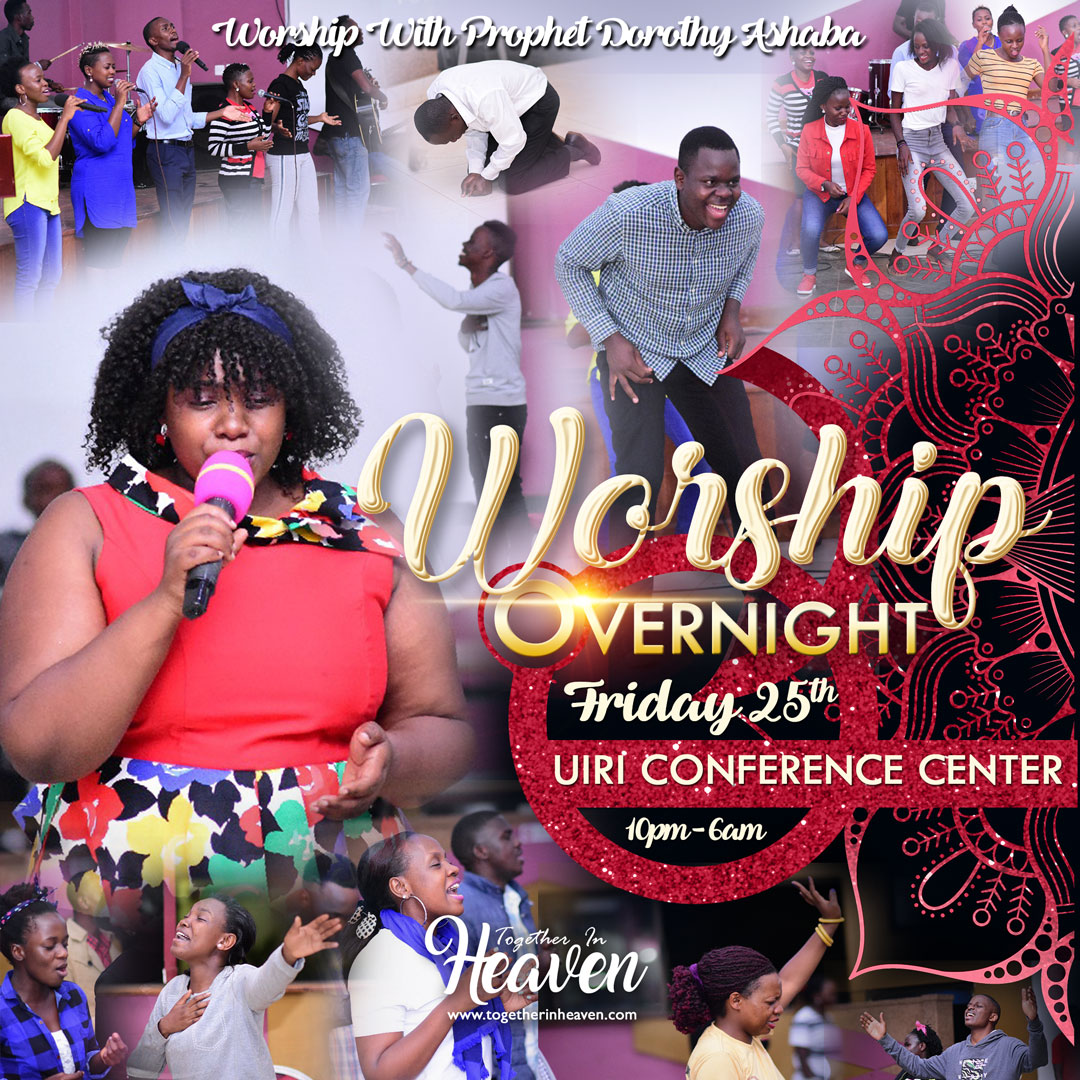 Worship With Prophet Dorothy Ashaba
Worship
OVERNIGHT
Friday 25th
UIRI CONFERENCE CENTER
10pm - 6am
Together In
Heaven
www.togetherinheaven.com